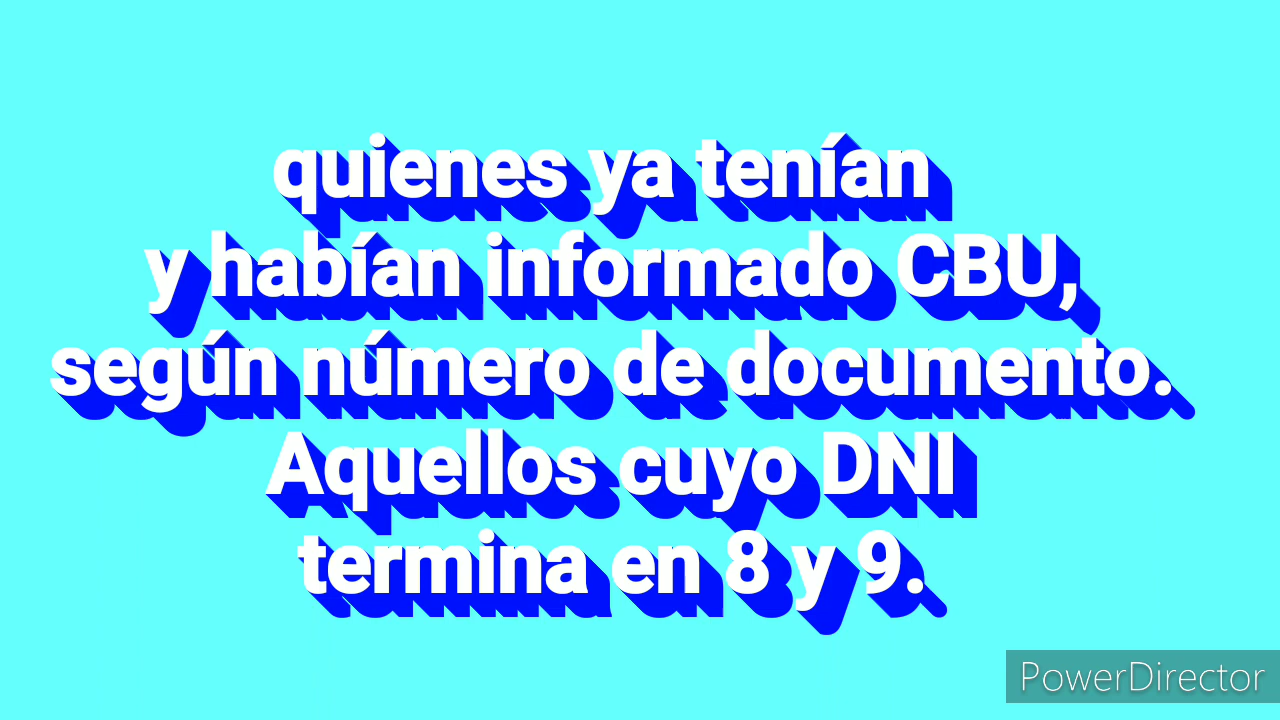 quienes ya tenían
y habían informado CBU,
según número de documento.
Aquellos cuyo DNI
termina en 8 y 9.
PowerDirector